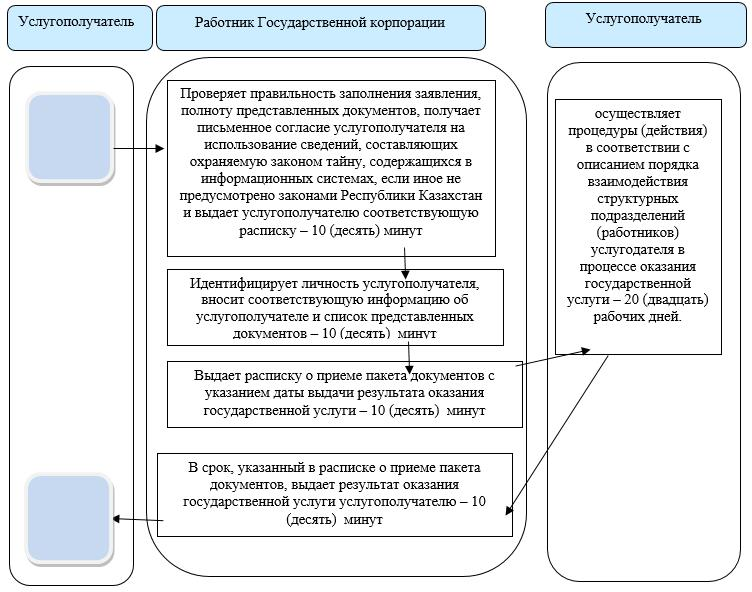 Услугополучатель
Работник Государственной корпорации
Услугополучатель
Проверяет правильность заполнения заявления,
полноту представленных документов, получает
письменное согласие услугополучателя на
использование сведений, составляющих
охраняемую законом тайну, содержащихся в
информационных системах, если иное не
предусмотрено законами Республики Казахстан
и выдает услугополучателю соответствующую
расписку – 10 (десять) минут
Идентифицирует личность услугополучателя,
вносит соответствующую информацию об
услугополучателе и список представленных
документов – 10 (десять)  минут
Выдает расписку о приеме пакета документов с
указанием даты выдачи результата оказания
государственной услуги – 10 (десять)  минут
В срок, указанный в расписке о приеме пакета
документов, выдает результат оказания
государственной услуги услугополучателю – 10
(десять)  минут
осуществляет
процедуры (действия)
в соответствии с
описанием порядка
взаимодействия
структурных
подразделений
(работников)
услугодателя в
процессе оказания
государственной
услуги – 20 (двадцать)
рабочих дней.